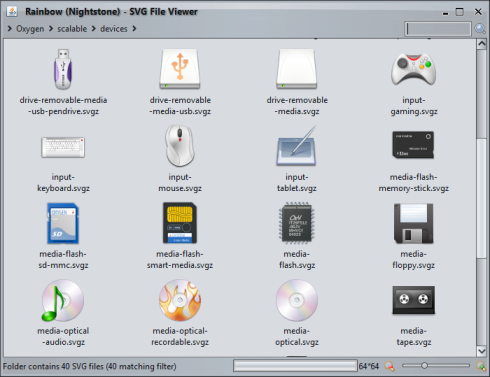 Rainbow (Nightstone) - SVG File Viewer
Oxygen
scalable
devices
drive-removable-media
-usb-pendrive.svgz
drive-removable
-media-usb.svgz
drive-removable
-media.svgz
input-
gaming.svgz
input-
keyboard.svgz
input-
mouse.svgz
input-
tablet.svgz
media-flash-
memory-stick.svgz
media-flash-
sd-mmc.svgz
media-flash-
smart-media.svgz
media-
flash.svgz
media-
floppy.svgz
media-optical
-audio.svgz
media-optical-
recordable.svgz
media-
optical.svgz
media-
tape.svgz
Folder contains 40 SVG files (40 matching filter)
64*64